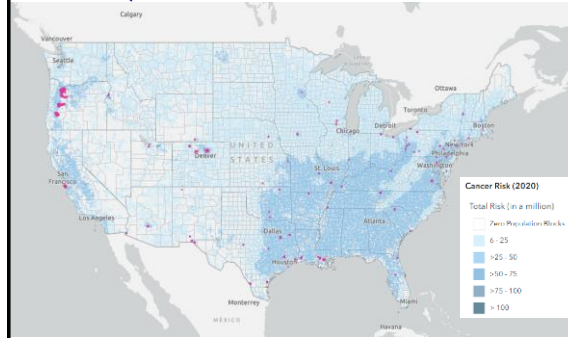 Calgary
Vancouver
Seattle
Ottawa
Toronto
Boston
Detroit
Chicago
New York
Philadelphia
UNITED
STATES
Denver
Washington
St. Louis
San
Francisco
Los Angeles
Atlanta
Dallas
Houston
Monterrey
Miami
MÉXICO
Havana
Cancer Risk (2020)
Total Risk (in a million)
Zero Population Blocks
6 - 25
>25 - 50
>50 - 75
>75 - 100
> 100